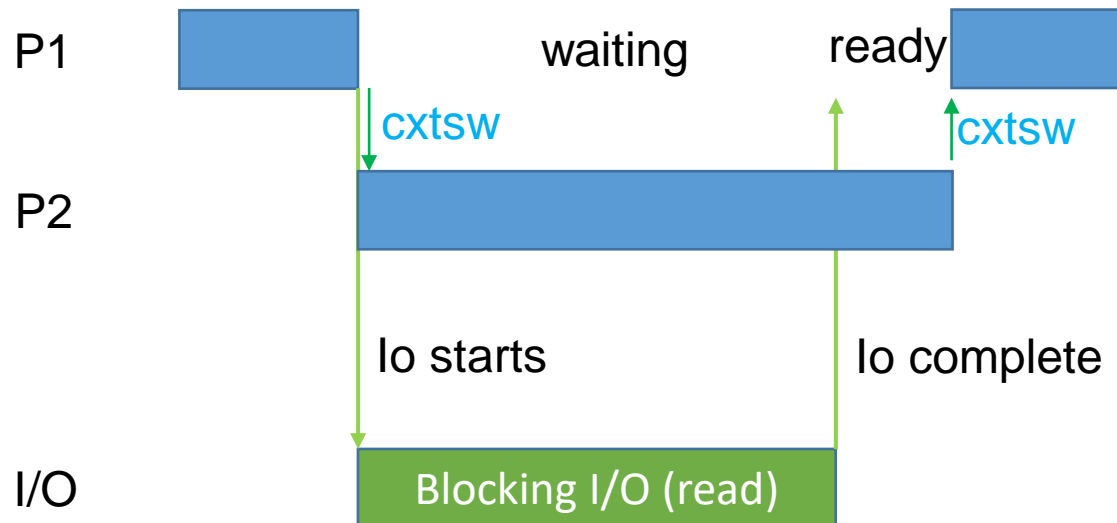 P1
waiting
ready
cxtsw
cxtsw
P2
Io starts
Io complete
I/O
Blocking I/O (read)